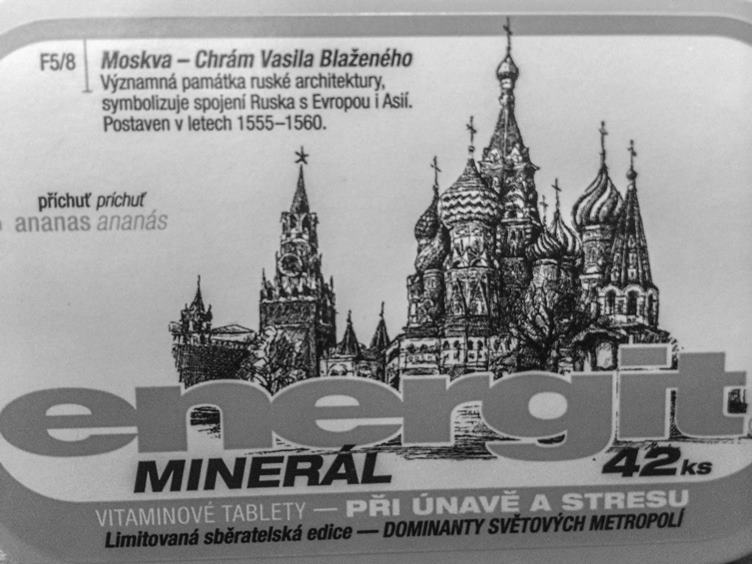 F5/8
Moskva – Chrám Vasila Blaženého
Významná památka ruské architektury,
symbolizuje spojení Ruska s Evropou i Asií.
Postaven v letech 1555–1560.
příchuť príchuť
ananas ananás
energit
MINERÁL
42 ks
VITAMINOVÉ TABLETY — PŘI ÚNAVĚ A STRESU
Limitovaná sběratelská edice — DOMINANTY SVĚTOVÝCH METROPOLÍ